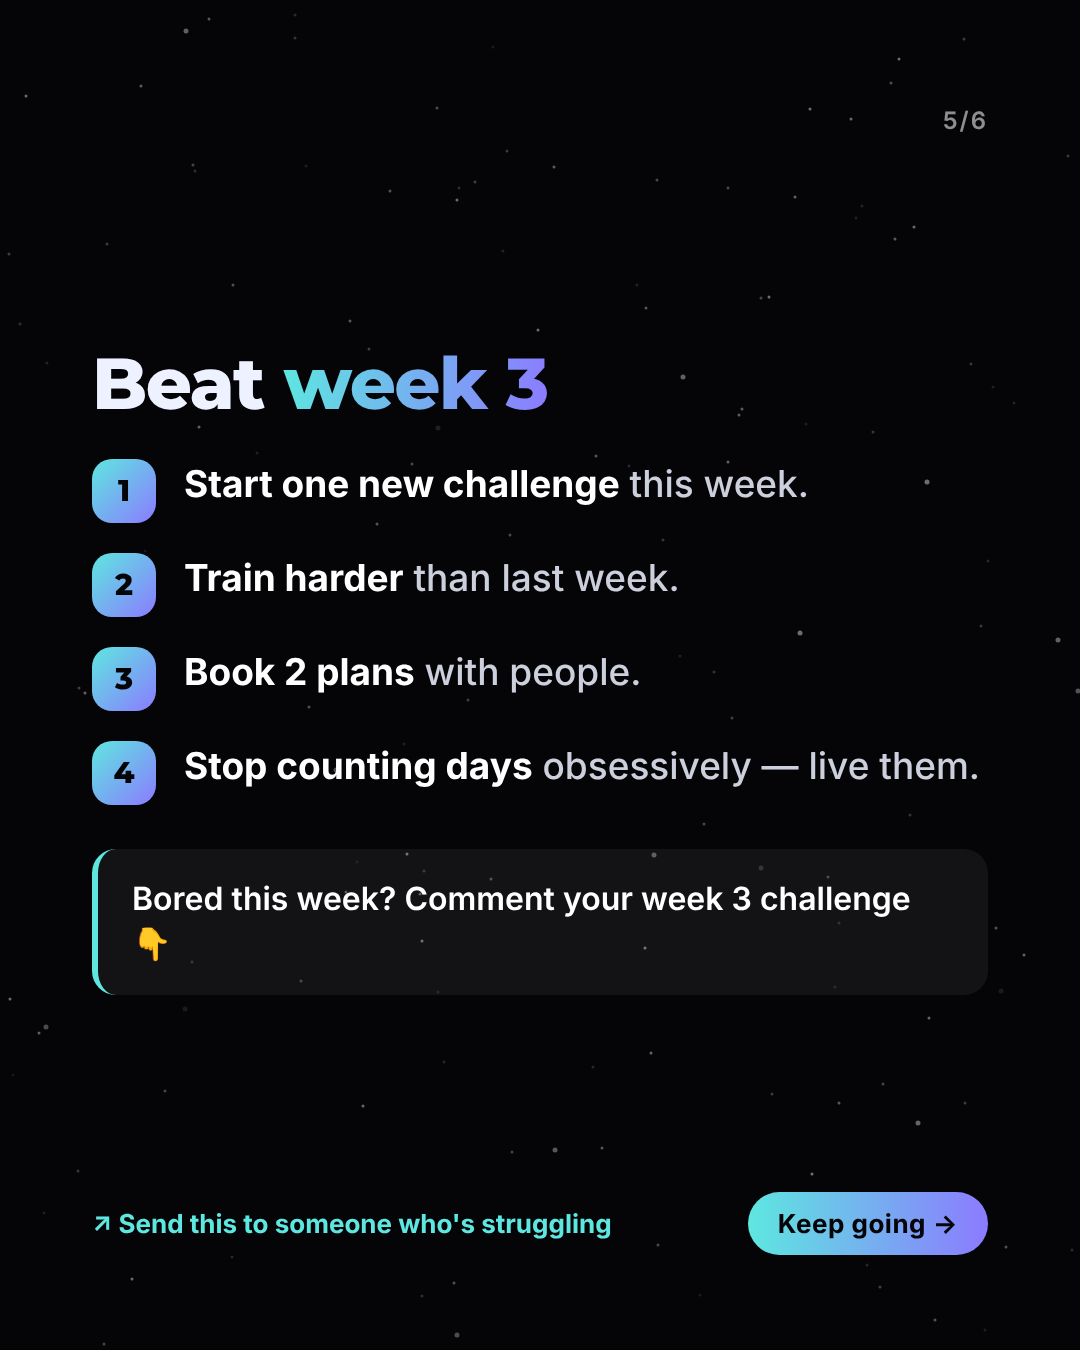 5/6
Beat week 3
1 Start one new challenge this week.
2 Train harder than last week.
3 Book 2 plans with people.
4 Stop counting days obsessively — live them.
Bored this week? Comment your week 3 challenge
👇
↗ Send this to someone who's struggling
Keep going →